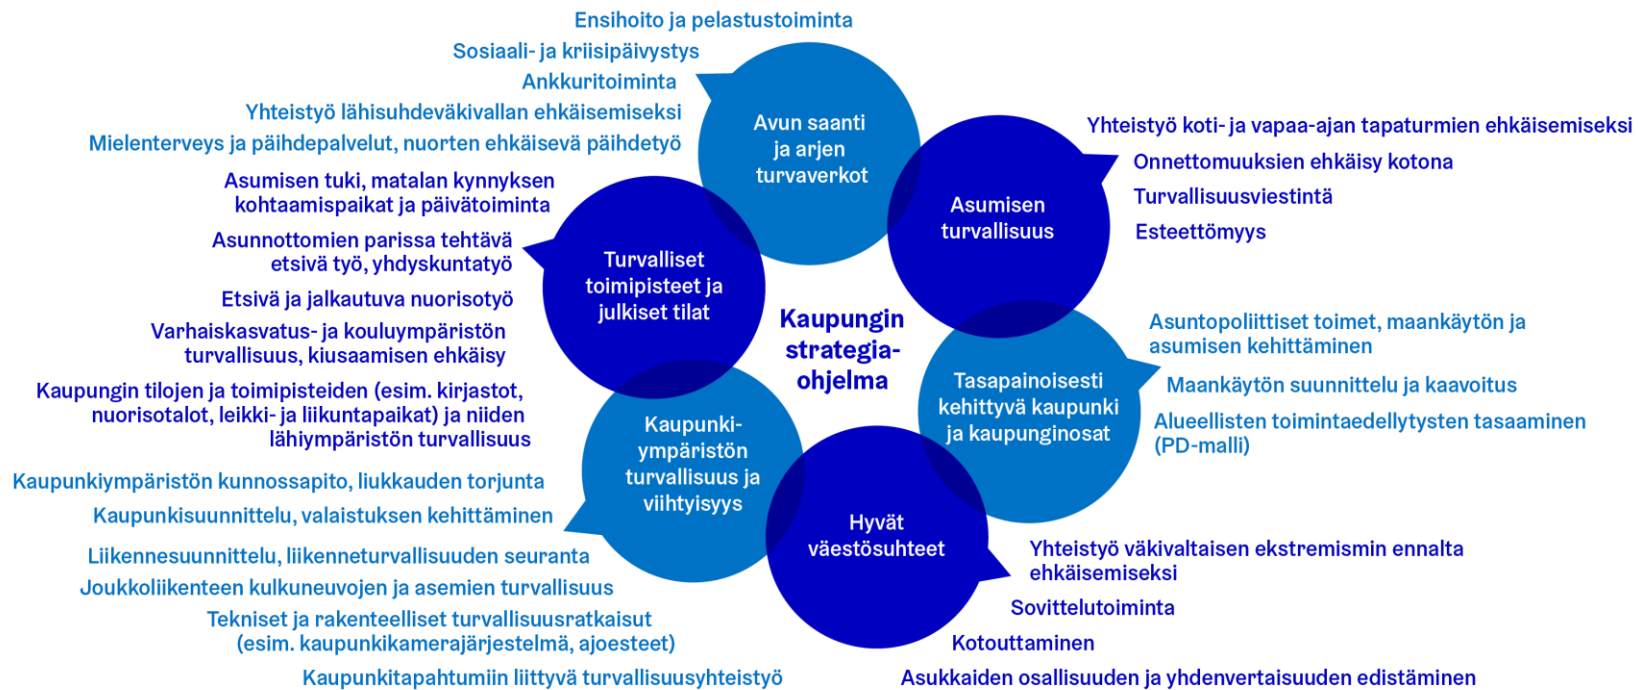 Ensihoito ja pelastustoiminta
Sosiaali- ja kriisipäivystys
Ankkuritoiminta
Yhteistyö lähisuhdeväkivallan ehkäisemiseksi
Mielenterveys ja päihdepalvelut, nuorten ehkäisevä päihdetyö
Avun saanti
ja arjen
turvaverkot
Yhteistyö koti- ja vapaa-ajan tapaturmien ehkäisemiseksi
Onnettomuuksien ehkäisy kotona
Turvallisuusviestintä
Esteettömyys
Asumisen
turvallisuus
Asumisen tuki, matalan kynnyksen
kohtaamispaikat ja päivätoiminta
Asunnottomien parissa tehtävä
etsivä työ, yhdyskuntatyö
Etsivä ja jalkautuva nuorisotyö
Varhaiskasvatus- ja kouluympäristön
turvallisuus, kiusaamisen ehkäisy
Kaupungin tilojen ja toimipisteiden (esim. kirjastot,
nuorisotalot, leikki- ja liikuntapaikat) ja niiden
lähiympäristön turvallisuus
Turvalliset
toimipisteet ja
julkiset tilat
Kaupungin
strategia-
ohjelma
Tasapainoisesti
kehittyvä kaupunki
ja kaupunginosat
Asuntopoliittiset toimet, maankäytön ja
asumisen kehittäminen
Maankäytön suunnittelu ja kaavoitus
Alueellisten toimintaedellytysten tasaaminen
(PD-malli)
Kaupunki-
ympäristön
turvallisuus ja
viihtyisyys
Kaupunkiympäristön kunnossapito, liukkauden torjunta
Kaupunkisuunnittelu, valaistuksen kehittäminen
Liikennesuunnittelu, liikenneturvallisuuden seuranta
Joukkoliikenteen kulkuneuvojen ja asemien turvallisuus
Tekniset ja rakenteelliset turvallisuusratkaisut
(esim. kaupunkikamerajärjestelmä, ajoesteet)
Kaupunkitapahtumiin liittyvä turvallisuusyhteistyö
Hyvät
väestösuhteet
Yhteistyö väkivaltaisen ekstremismin ennalta
ehkäisemiseksi
Sovittelutoiminta
Kotouttaminen
Asukkaiden osallisuuden ja yhdenvertaisuuden edistäminen